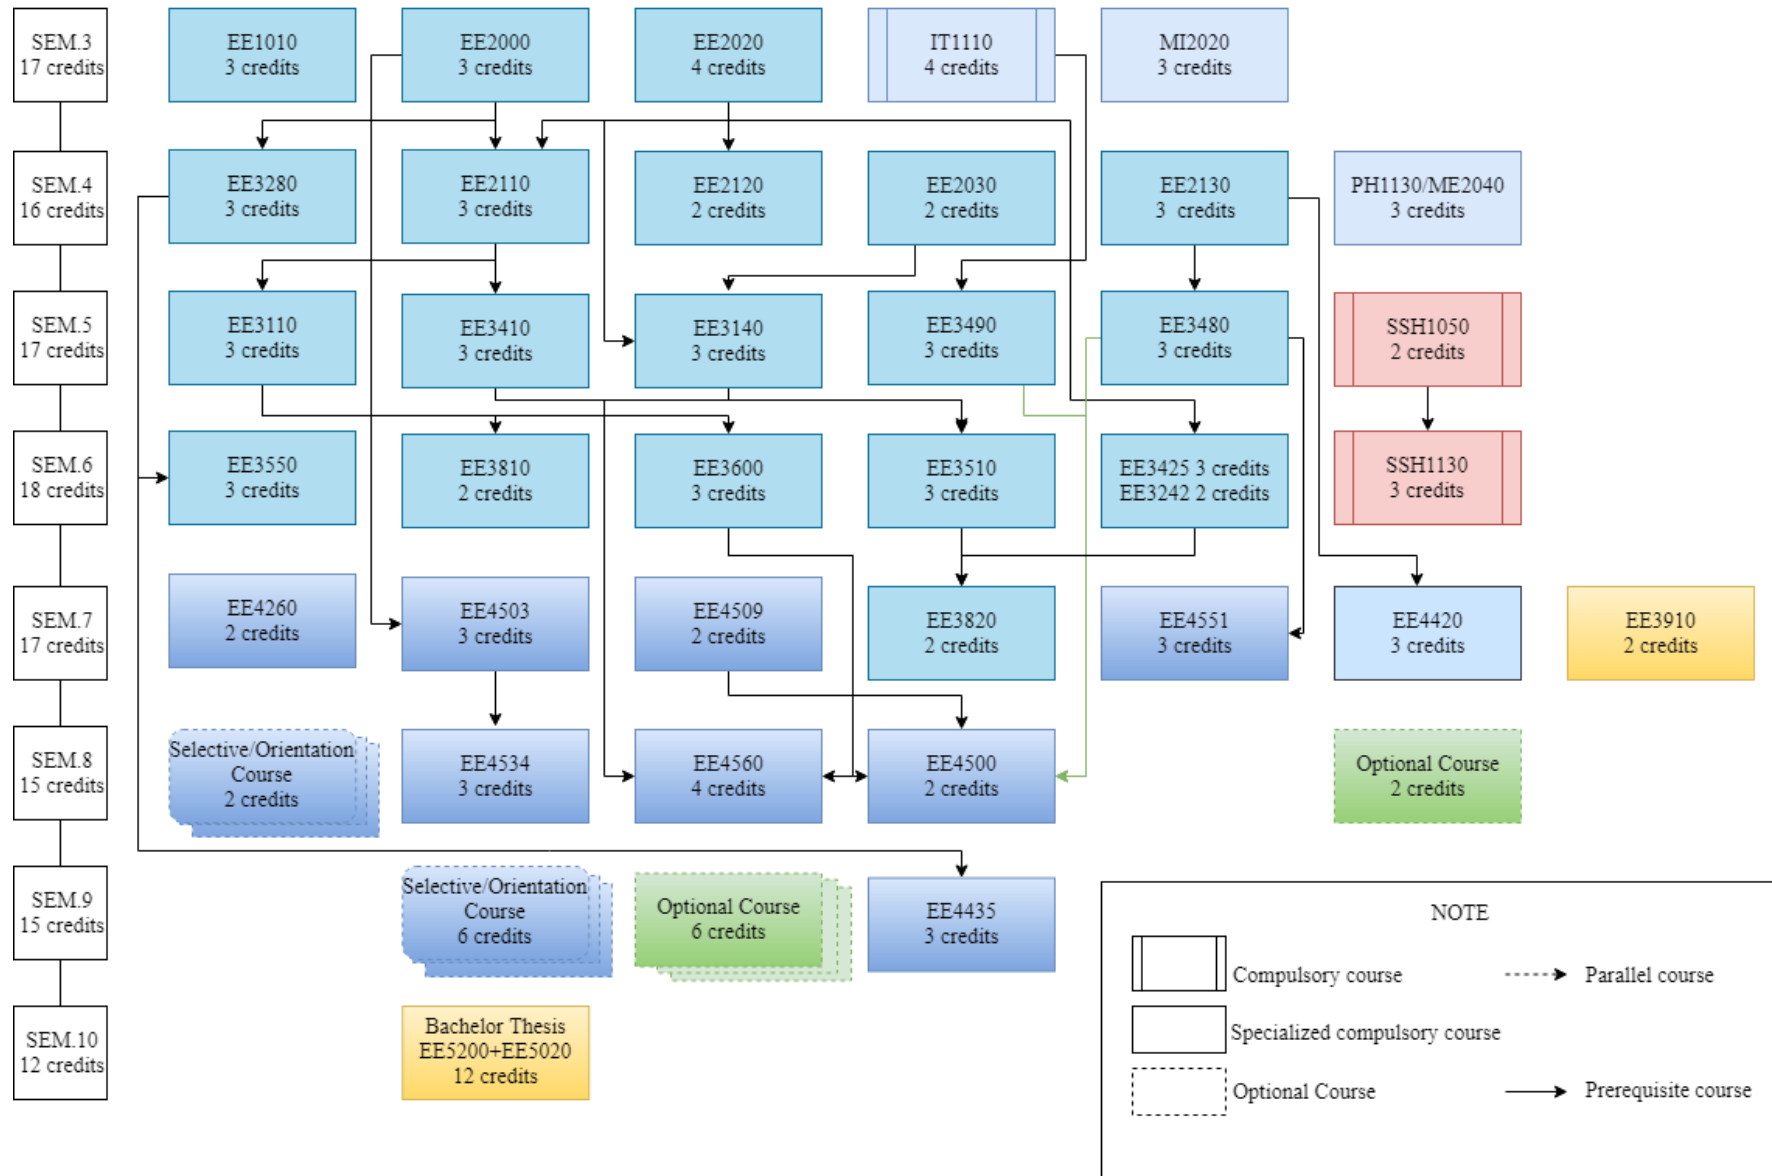 SEM.3
17 credits
EE1010
3 credits
EE2000
3 credits
EE2020
4 credits
IT1110
4 credits
MI2020
3 credits
SEM.4
16 credits
EE3280
3 credits
EE2110
3 credits
EE2120
2 credits
EE2030
2 credits
EE2130
3 credits
PH1130/ME2040
3 credits
SEM.5
17 credits
EE3110
3 credits
EE3410
3 credits
EE3140
3 credits
EE3490
3 credits
EE3480
3 credits
SSH1050
2 credits
SEM.6
18 credits
EE3550
3 credits
EE3810
2 credits
EE3600
3 credits
EE3510
3 credits
EE3425 3 credits
EE3242 2 credits
SSH1130
3 credits
SEM.7
17 credits
EE4260
2 credits
EE4503
3 credits
EE4509
2 credits
EE3820
2 credits
EE4551
3 credits
EE4420
3 credits
EE3910
2 credits
SEM.8
15 credits
Selective/Orientation
Course
2 credits
EE4534
3 credits
EE4560
4 credits
EE4500
2 credits
Optional Course
2 credits
SEM.9
15 credits
Selective/Orientation
Course
6 credits
Optional Course
6 credits
EE4435
3 credits
SEM.10
12 credits
Bachelor Thesis
EE5200+EE5020
12 credits
NOTE
Compulsory course
Parallel course
Specialized compulsory course
Optional Course
Prerequisite course